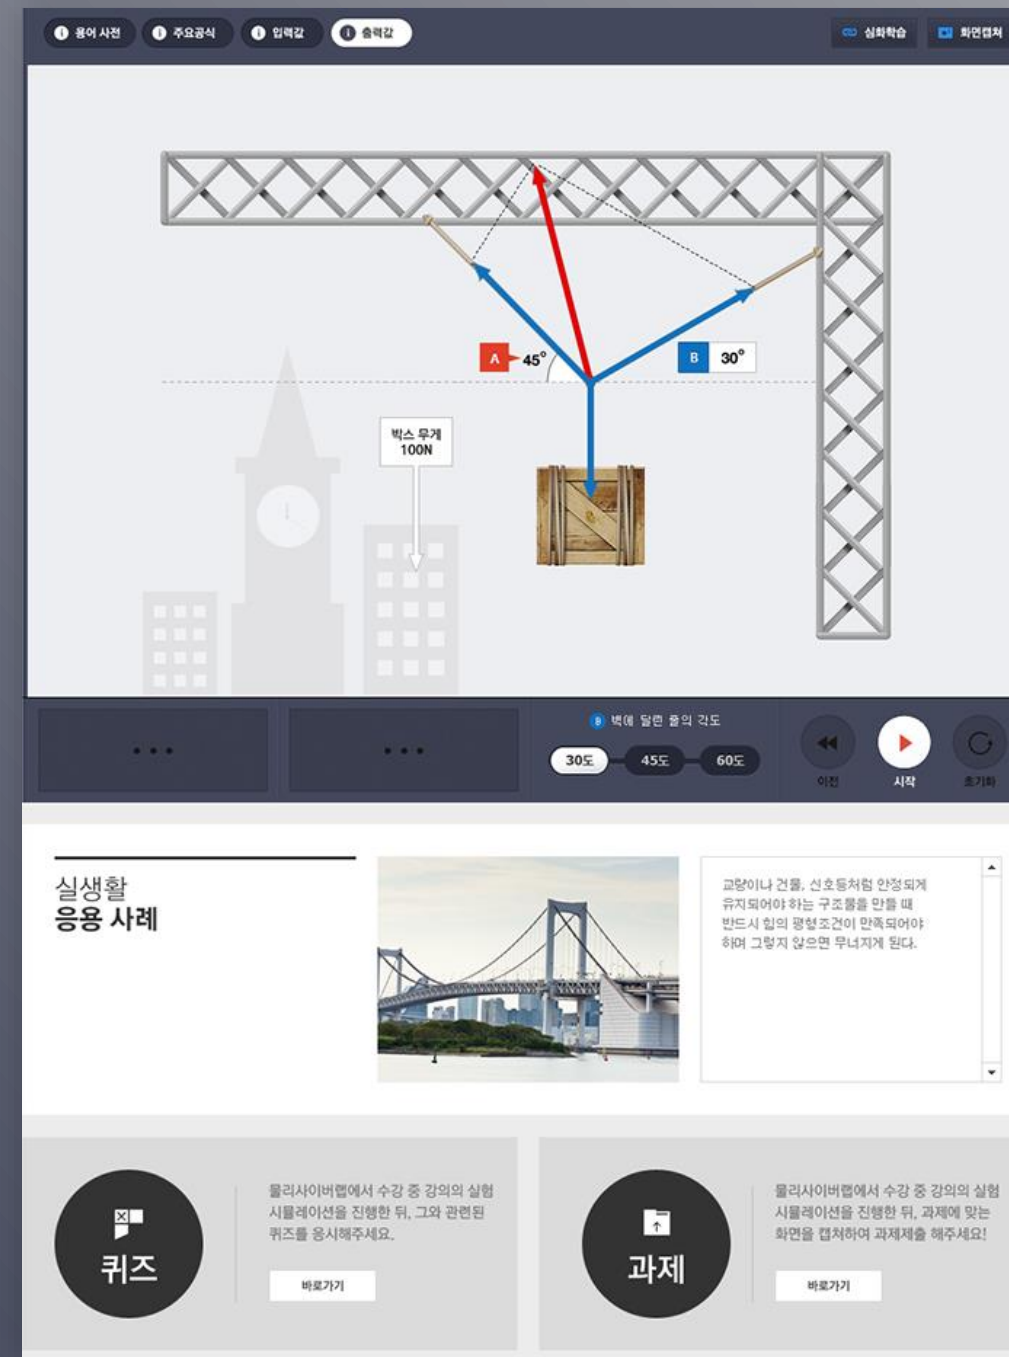 용어 사전
주요공식
입력값
출력값
심화학습
화면캡쳐
A
45°
B
30°
박스 무게
100N
B 벽에 달린 줄의 각도
30도
45도
60도
이전
시작
초기화
실생활
응용 사례
교량이나 건물, 신호등처럼 안정되게
유지되어야 하는 구조물을 만들 때
반드시 힘의 평형조건이 만족되어야
하며 그렇지 않으면 무너지게 된다.
퀴즈
물리사이버랩에서 수강 중 강의의 실험
시뮬레이션을 진행한 뒤, 그와 관련된
퀴즈를 응시해주세요.
바로가기
과제
물리사이버랩에서 수강 중 강의의 실험
시뮬레이션을 진행한 뒤, 과제에 맞는
화면을 캡쳐하여 과제제출 해주세요!
바로가기